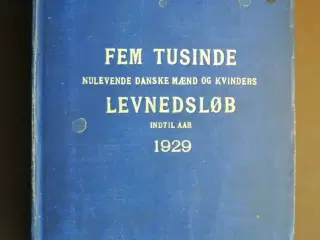 FEM TUSINDE
NULEVENDE DANSKE MÆND OG KVINDERS
LEVNEDSLØB
INDTIL AAR
1929